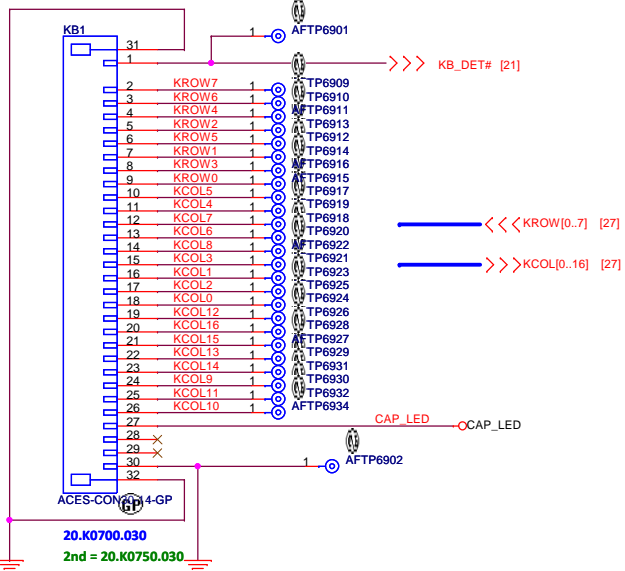 KB1
1 AFTP6901
31
1 KB_DET# [21]
2 KROW7 1 TP6909
3 KROW6 1 TP6910
4 KROW4 1 AFTP6911
5 KROW2 1 TP6913
6 KROW5 1 TP6912
7 KROW1 1 TP6914
8 KROW3 1 AFTP6916
9 KROW0 1 AFTP6915
10 KCOL5 1 TP6917
11 KCOL4 1 TP6919
12 KCOL7 1 TP6918 KROW[0..7] [27]
13 KCOL6 1 TP6920
14 KCOL8 1 AFTP6922
15 KCOL3 1 TP6921 KCOL[0..16] [27]
16 KCOL1 1 TP6923
17 KCOL2 1 TP6925
18 KCOL0 1 TP6924
19 KCOL12 1 TP6926
20 KCOL16 1 TP6928
21 KCOL15 1 AFTP6927
22 KCOL13 1 TP6929
23 KCOL14 1 TP6931
24 KCOL9 1 TP6930
25 KCOL11 1 TP6932
26 KCOL10 1 AFTP6934
27 CAP_LED CAP_LED
28
29
30 1 AFTP6902
32
ACES-CON30-14-GP
GP
20.K0700.030
2nd = 20.K0750.030